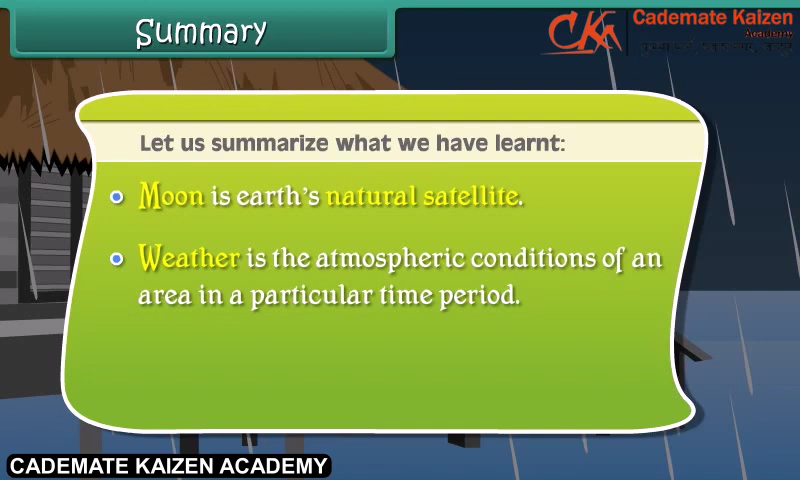 Summary
CKA
Cademate Kaizen
Academy
Let us summarize what we have learnt:
Moon is earth's natural satellite.
Weather is the atmospheric conditions of an
area in a particular time period.
CADEMATE KAIZEN ACADEMY